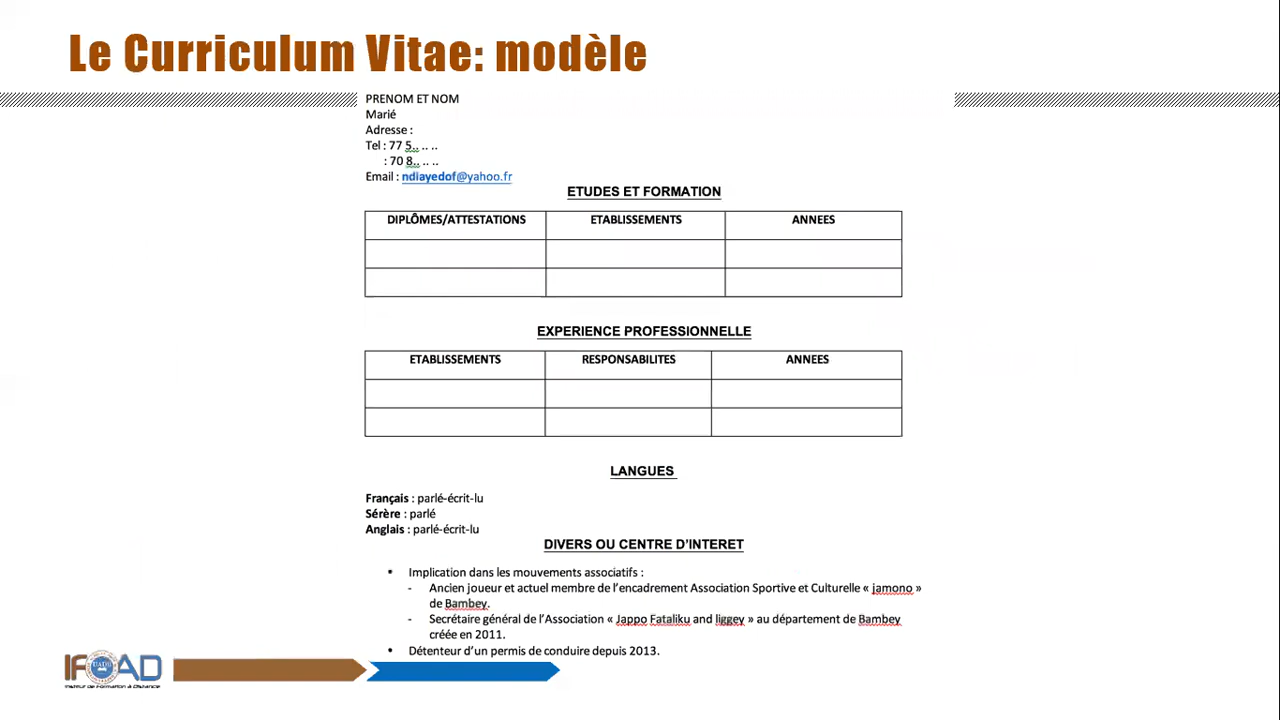 Le Curriculum Vitae: modèle
PRENOM ET NOM
Marié
Adresse :
Tel : 77 5.. .. ..
: 70 8.. .. ..
Email : ndiayedof@yahoo.fr
ETUDES ET FORMATION
DIPLÔMES/ATTESTATIONS ETABLISSEMENTS ANNEES
EXPERIENCE PROFESSIONNELLE
ETABLISSEMENTS RESPONSABILITES ANNEES
LANGUES
Français : parlé-écrit-lu
Sérère : parlé
Anglais : parlé-écrit-lu
DIVERS OU CENTRE D'INTERET
• Implication dans les mouvements associatifs :
- Ancien joueur et actuel membre de l'encadrement Association Sportive et Culturelle « jamono »
de Bambey.
- Secrétaire général de l'Association « Jappo Fataliku and liggey » au département de Bambey
créée en 2011.
• Détenteur d'un permis de conduire depuis 2013.
IFOAD
Institut de Formation à Distance